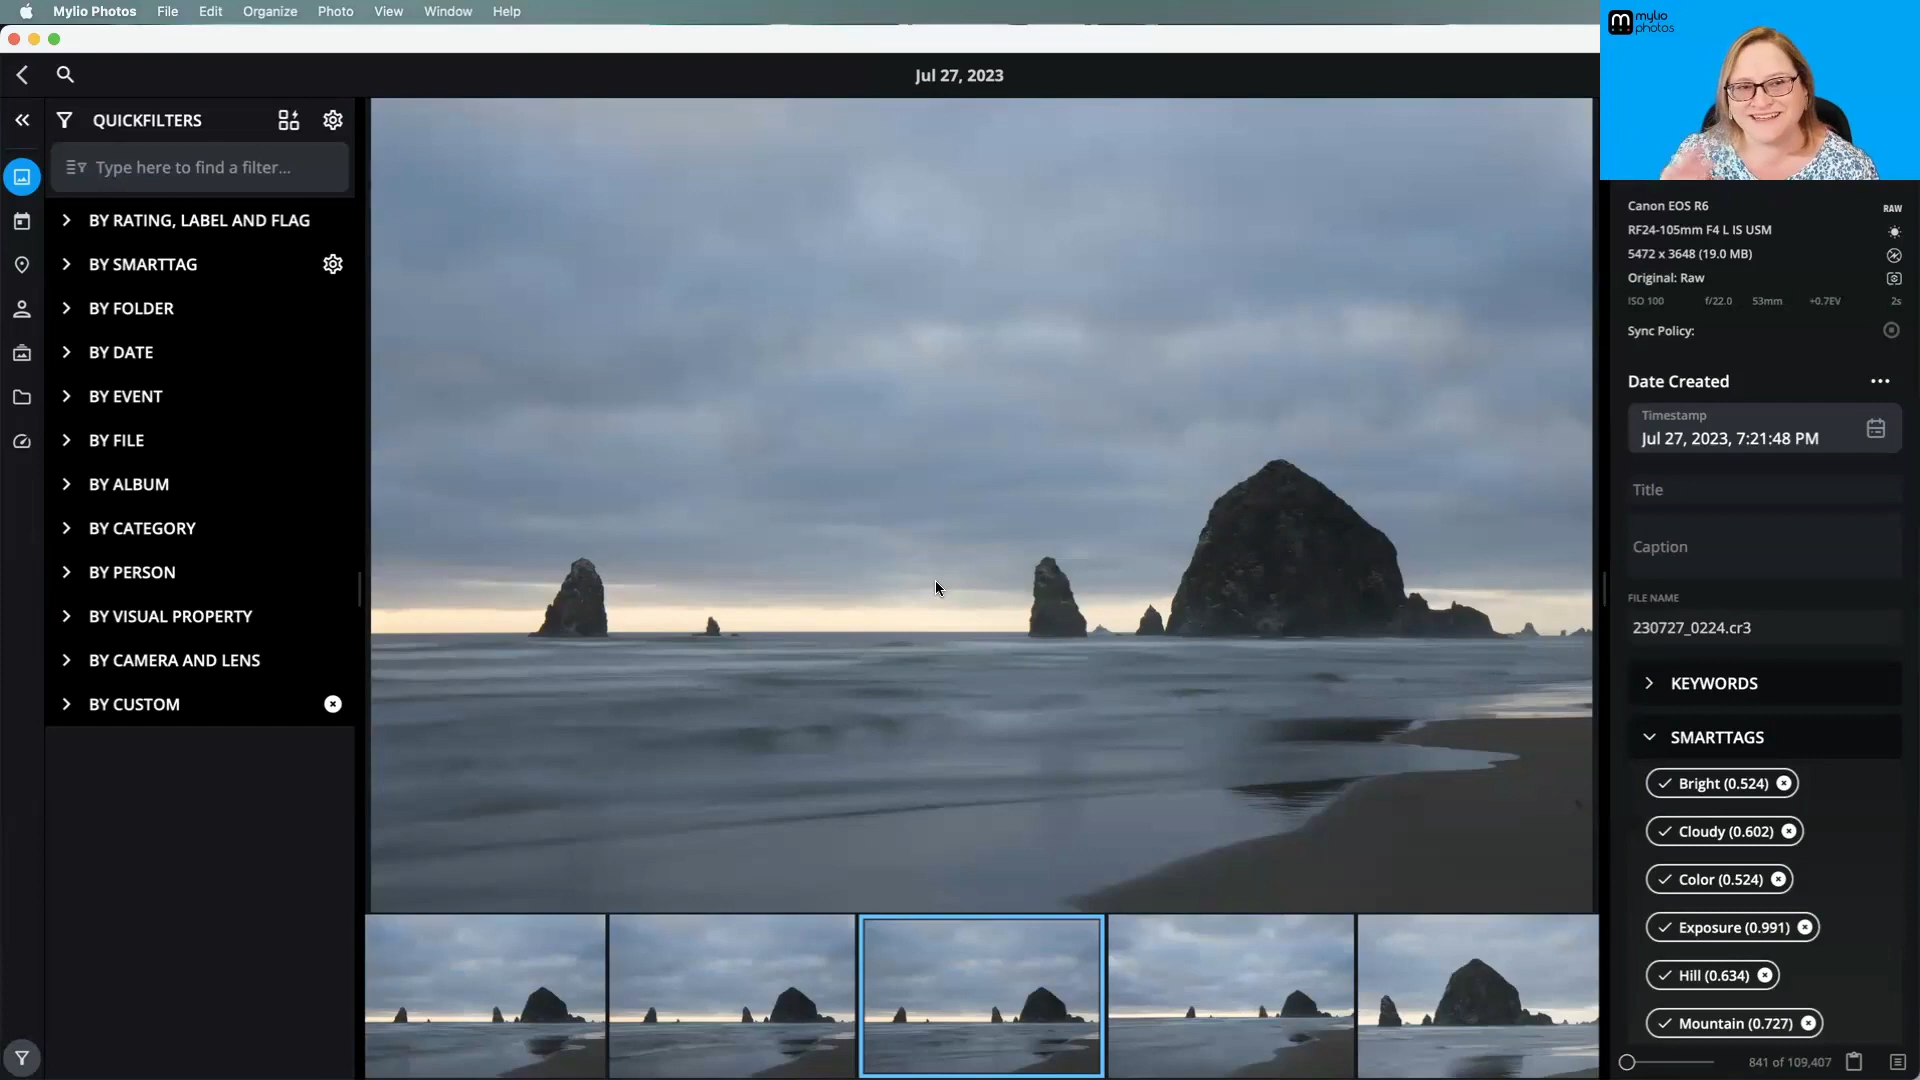 Mylio Photos File Edit Organize Photo View Window Help
mylio
photos
Jul 27, 2023
QUICKFILTERS
Type here to find a filter...
BY RATING, LABEL AND FLAG
BY SMARTTAG
BY FOLDER
BY DATE
BY EVENT
BY FILE
BY ALBUM
BY CATEGORY
BY PERSON
BY VISUAL PROPERTY
BY CAMERA AND LENS
BY CUSTOM
Canon EOS R6 RAW
RF24-105mm F4 L IS USM
5472 x 3648 (19.0 MB)
Original: Raw
ISO 100 f/22.0 53mm +0.7EV 2s
Sync Policy:
Date Created
Timestamp
Jul 27, 2023, 7:21:48 PM
Title
Caption
FILE NAME
230727_0224.cr3
KEYWORDS
SMARTTAGS
Bright (0.524)
Cloudy (0.602)
Color (0.524)
Exposure (0.991)
Hill (0.634)
Mountain (0.727)
841 of 109,407